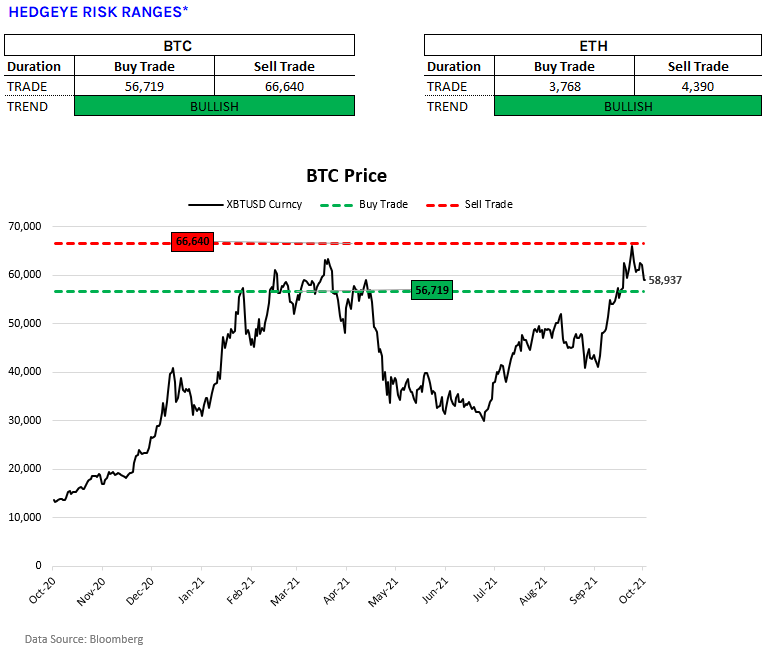 HEDGEYE RISK RANGES*
BTC
Duration Buy Trade Sell Trade
TRADE 56,719 66,640
TREND BULLISH
ETH
Duration Buy Trade Sell Trade
TRADE 3,768 4,390
TREND BULLISH
BTC Price
XBTUSD Curncy Buy Trade Sell Trade
70,000
66,640
60,000
58,937
56,719
50,000
40,000
30,000
20,000
10,000
0
Oct-20 Nov-20 Dec-20 Jan-21 Feb-21 Mar-21 Apr-21 May-21 Jun-21 Jul-21 Aug-21 Sep-21 Oct-21
Data Source: Bloomberg